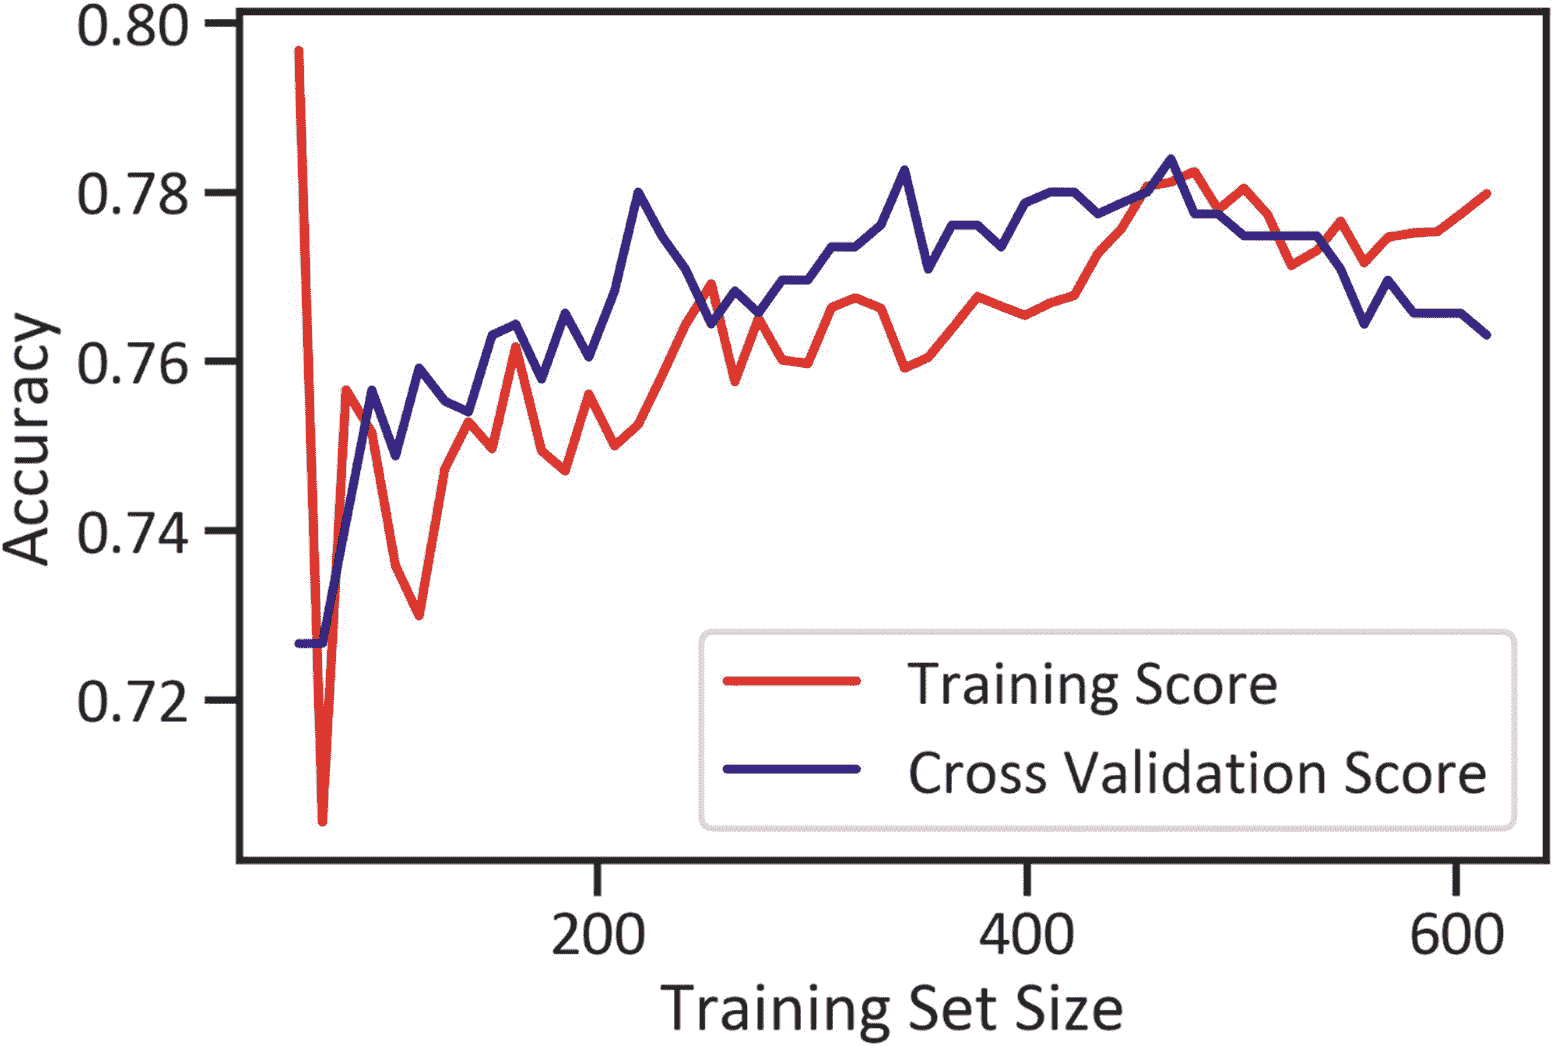 0.80
0.78
0.76
0.74
0.72
Accuracy
Training Score
Cross Validation Score
200
400
600
Training Set Size